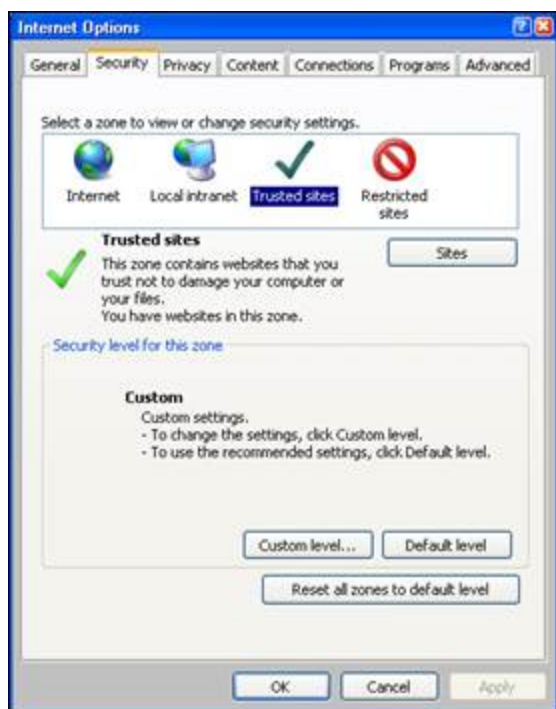 Internet Options
General Security Privacy Content Connections Programs Advanced
Select a zone to view or change security settings.
Internet Local intranet Trusted sites Restricted
sites
Trusted sites
Sites
This zone contains websites that you
trust not to damage your computer or
your files.
You have websites in this zone.
Security level for this zone
Custom
Custom settings.
- To change the settings, click Custom level.
- To use the recommended settings, click Default level.
Custom level... Default level
Reset all zones to default level
OK Cancel Apply